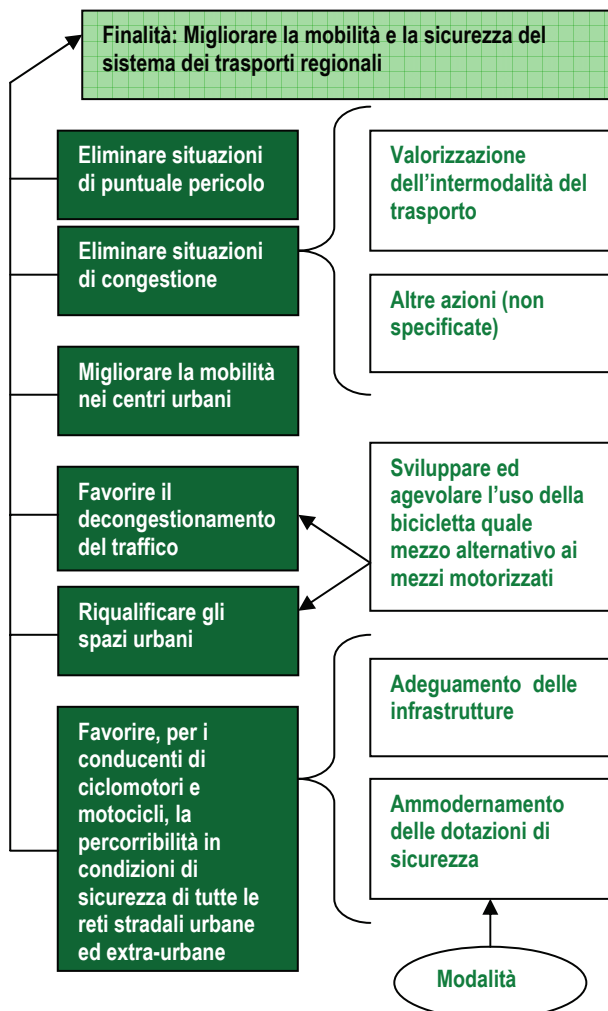 Finalità: Migliorare la mobilità e la sicurezza del
sistema dei trasporti regionali
Eliminare situazioni
di puntuale pericolo
Eliminare situazioni
di congestione
Valorizzazione
dell’intermodalità del
trasporto
Altre azioni (non
specificate)
Migliorare la mobilità
nei centri urbani
Favorire il
decongestionamento
del traffico
Riqualificare gli
spazi urbani
Sviluppare ed
agevolare l’uso della
bicicletta quale
mezzo alternativo ai
mezzi motorizzati
Favorire, per i
conducenti di
ciclomotori e
motocicli, la
percorribilità in
condizioni di
sicurezza di tutte le
reti stradali urbane
ed extra-urbane
Adeguamento delle
infrastrutture
Ammodernamento
delle dotazioni di
sicurezza
Modalità